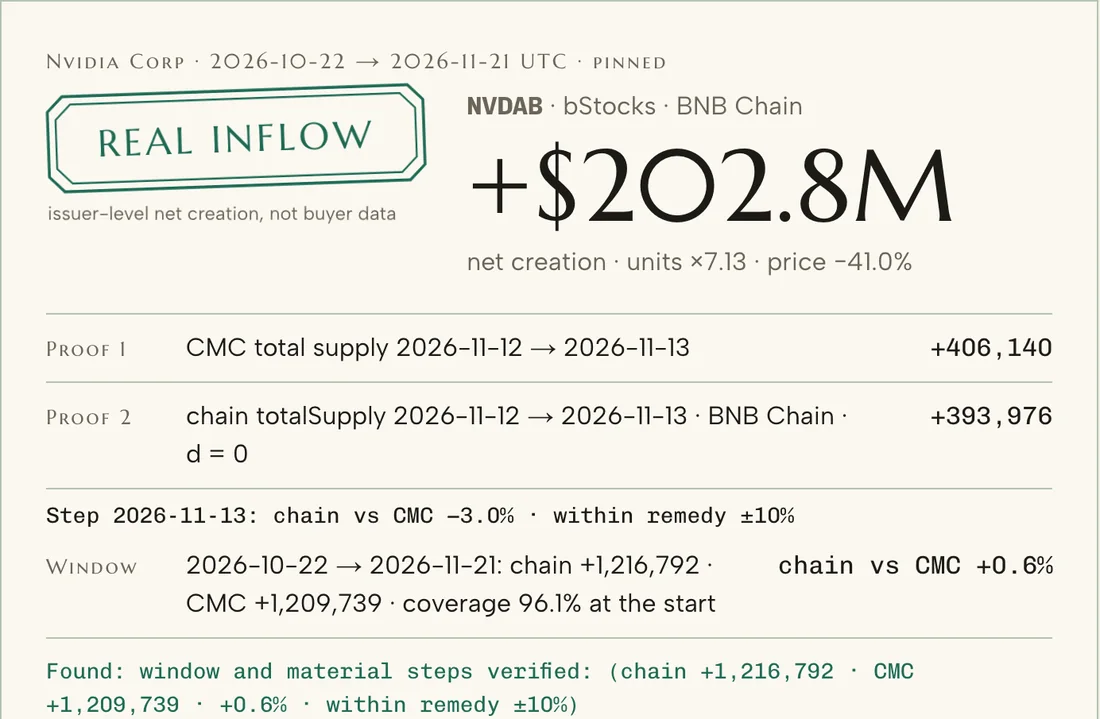 Nvidia Corp · 2026-10-22 → 2026-11-21 UTC · pinned
REAL INFLOW
issuer-level net creation, not buyer data
NVDAB · bStocks · BNB Chain
+$202.8M
net creation · units ×7.13 · price −41.0%
Proof 1 CMC total supply 2026-11-12 → 2026-11-13 +406,140
Proof 2 chain totalSupply 2026-11-12 → 2026-11-13 · BNB Chain · +393,976
d = 0
Step 2026-11-13: chain vs CMC −3.0% · within remedy ±10%
Window 2026-10-22 → 2026-11-21: chain +1,216,792 · chain vs CMC +0.6%
CMC +1,209,739 · coverage 96.1% at the start
Found: window and material steps verified: (chain +1,216,792 · CMC
+1,209,739 · +0.6% · within remedy ±10%)